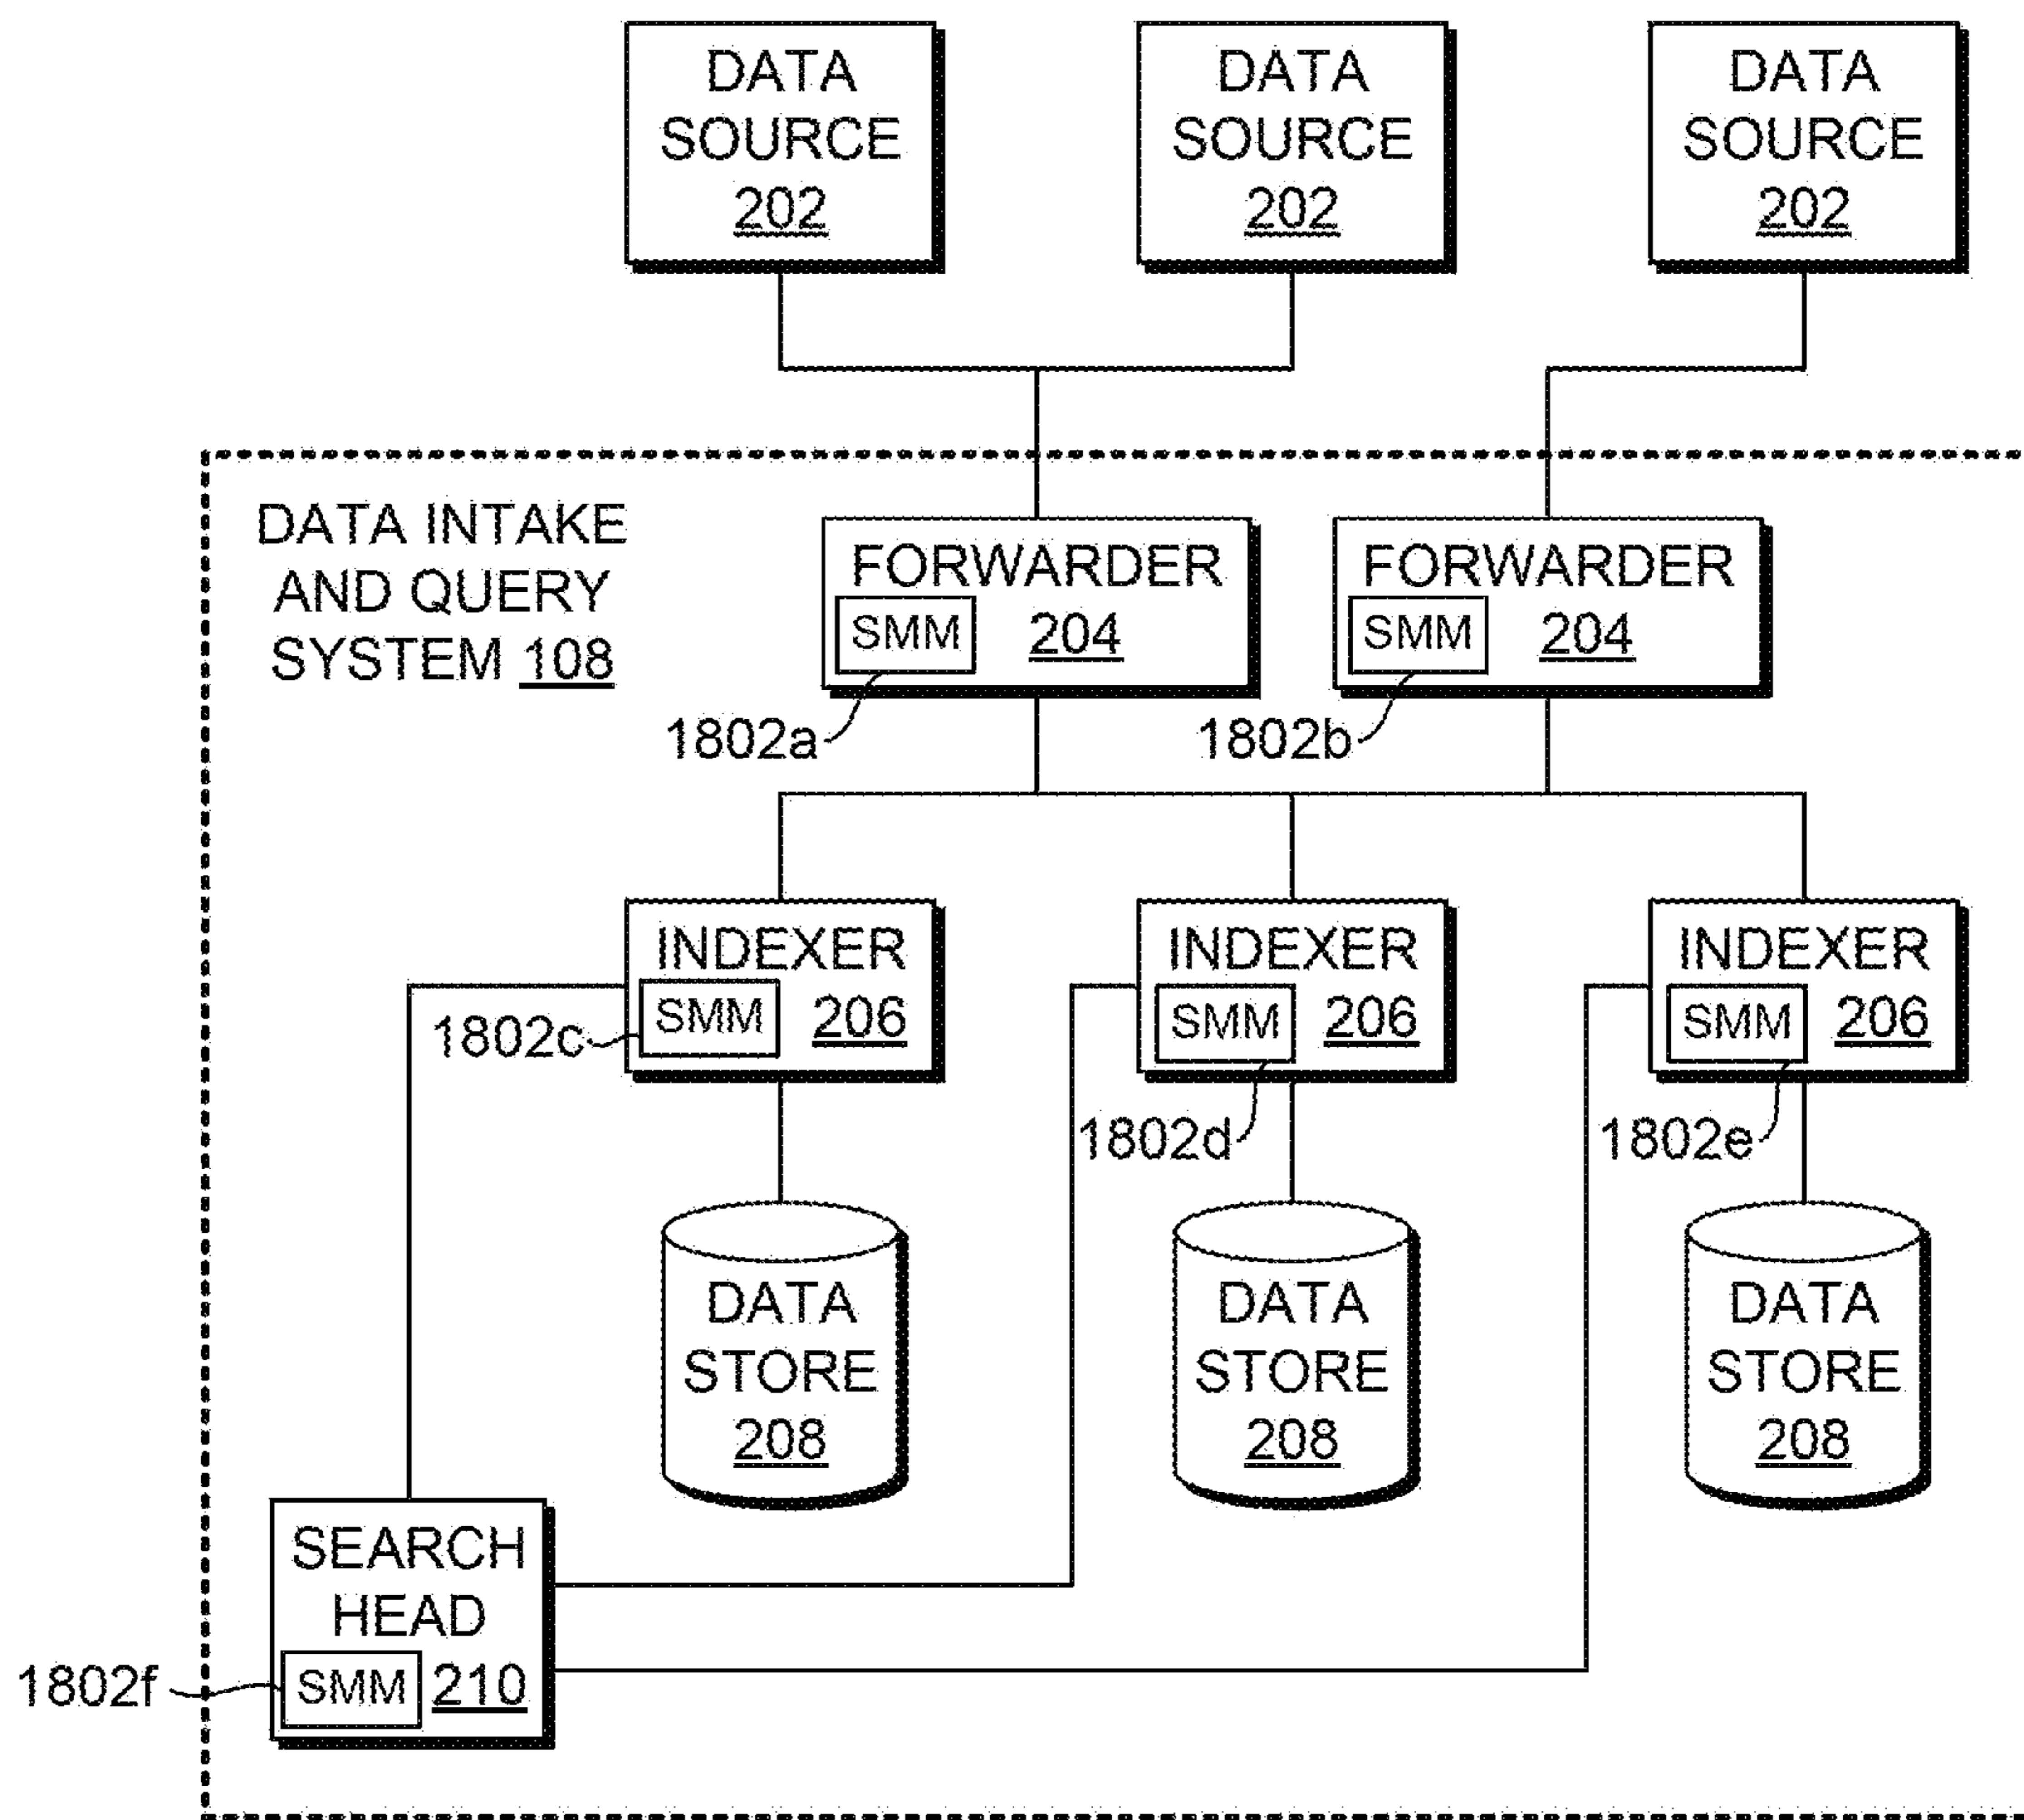 DATA
SOURCE
202
DATA
SOURCE
202
DATA
SOURCE
202
DATA INTAKE
AND QUERY
SYSTEM 108
FORWARDER
SMM 204
1802a
FORWARDER
SMM 204
1802b
INDEXER
SMM 206
1802c
INDEXER
SMM 206
1802d
INDEXER
SMM 206
1802e
DATA
STORE
208
DATA
STORE
208
DATA
STORE
208
SEARCH
HEAD
SMM 210
1802f